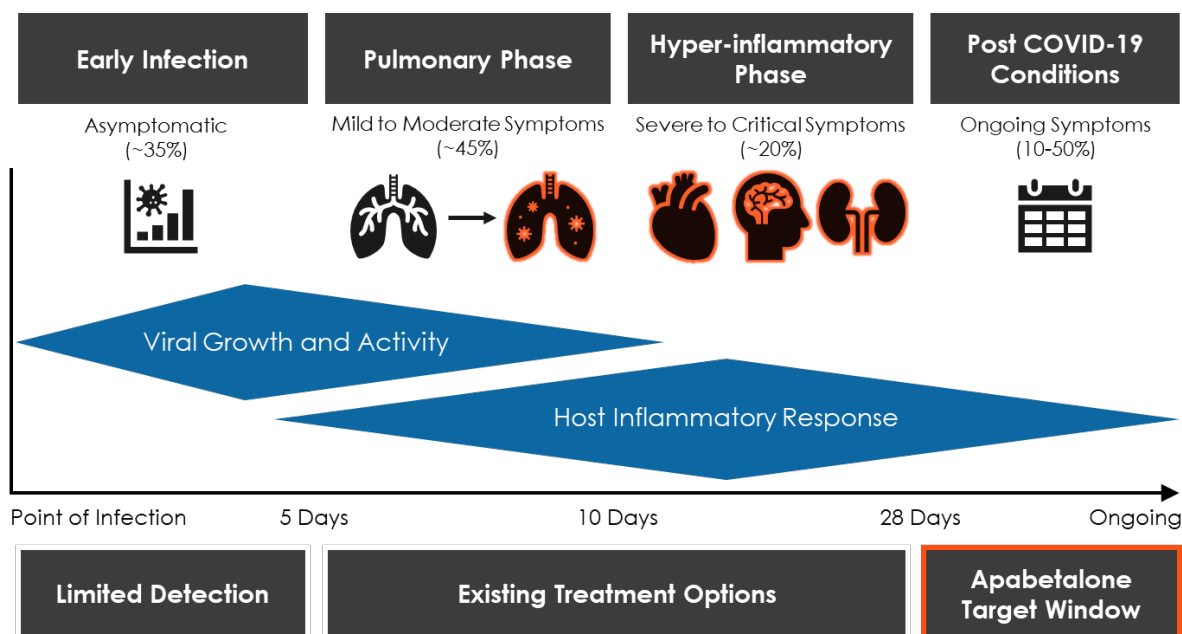 Early Infection
Pulmonary Phase
Hyper-inflammatory
Phase
Post COVID-19
Conditions
Asymptomatic
(~35%)
Mild to Moderate Symptoms
(~45%)
Severe to Critical Symptoms
(~20%)
Ongoing Symptoms
(10-50%)
Viral Growth and Activity
Host Inflammatory Response
Point of Infection
5 Days
10 Days
28 Days
Ongoing
Limited Detection
Existing Treatment Options
Apabetalone
Target Window